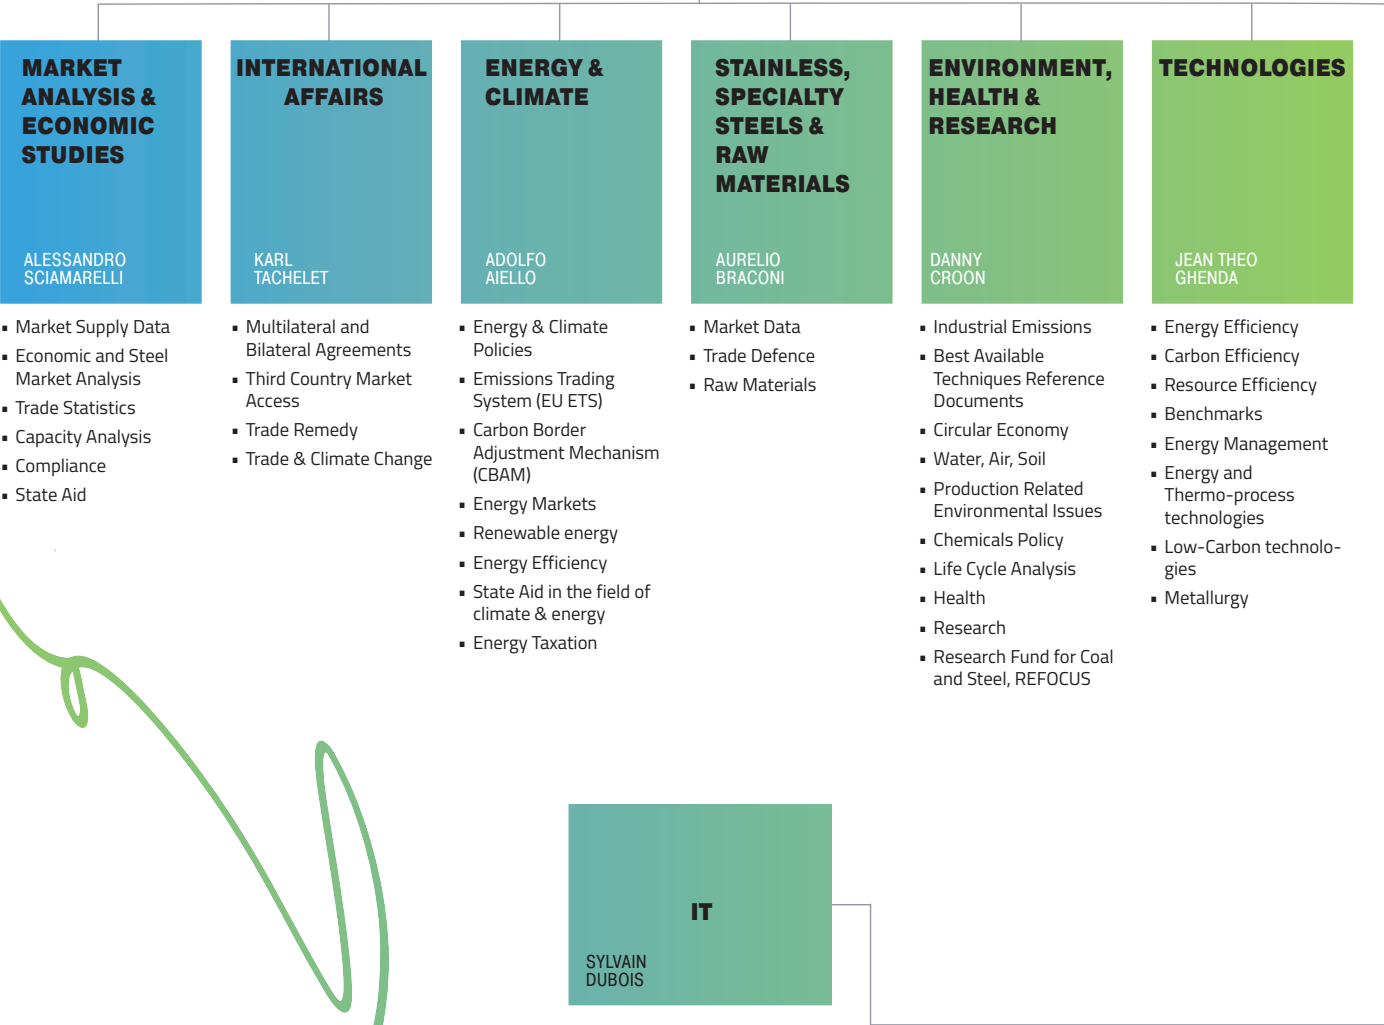 MARKET
ANALYSIS &
ECONOMIC
STUDIES
ALESSANDRO
SCIAMARELLI
▪ Market Supply Data
▪ Economic and Steel
Market Analysis
▪ Trade Statistics
▪ Capacity Analysis
▪ Compliance
▪ State Aid
INTERNATIONAL
AFFAIRS
KARL
TACHELET
▪ Multilateral and
Bilateral Agreements
▪ Third Country Market
Access
▪ Trade Remedy
▪ Trade & Climate Change
ENERGY &
CLIMATE
ADOLFO
AIELLO
▪ Energy & Climate
Policies
▪ Emissions Trading
System (EU ETS)
▪ Carbon Border
Adjustment Mechanism
(CBAM)
▪ Energy Markets
▪ Renewable energy
▪ Energy Efficiency
▪ State Aid in the field of
climate & energy
▪ Energy Taxation
STAINLESS,
SPECIALTY
STEELS &
RAW
MATERIALS
AURELIO
BRACONI
▪ Market Data
▪ Trade Defence
▪ Raw Materials
ENVIRONMENT,
HEALTH &
RESEARCH
DANNY
CROON
▪ Industrial Emissions
▪ Best Available
Techniques Reference
Documents
▪ Circular Economy
▪ Water, Air, Soil
▪ Production Related
Environmental Issues
▪ Chemicals Policy
▪ Life Cycle Analysis
▪ Health
▪ Research
▪ Research Fund for Coal
and Steel, REFOCUS
TECHNOLOGIES
JEAN THEO
GHENDA
▪ Energy Efficiency
▪ Carbon Efficiency
▪ Resource Efficiency
▪ Benchmarks
▪ Energy Management
▪ Energy and
Thermo-process
technologies
▪ Low-Carbon technolo-
gies
▪ Metallurgy
IT
SYLVAIN
DUBOIS